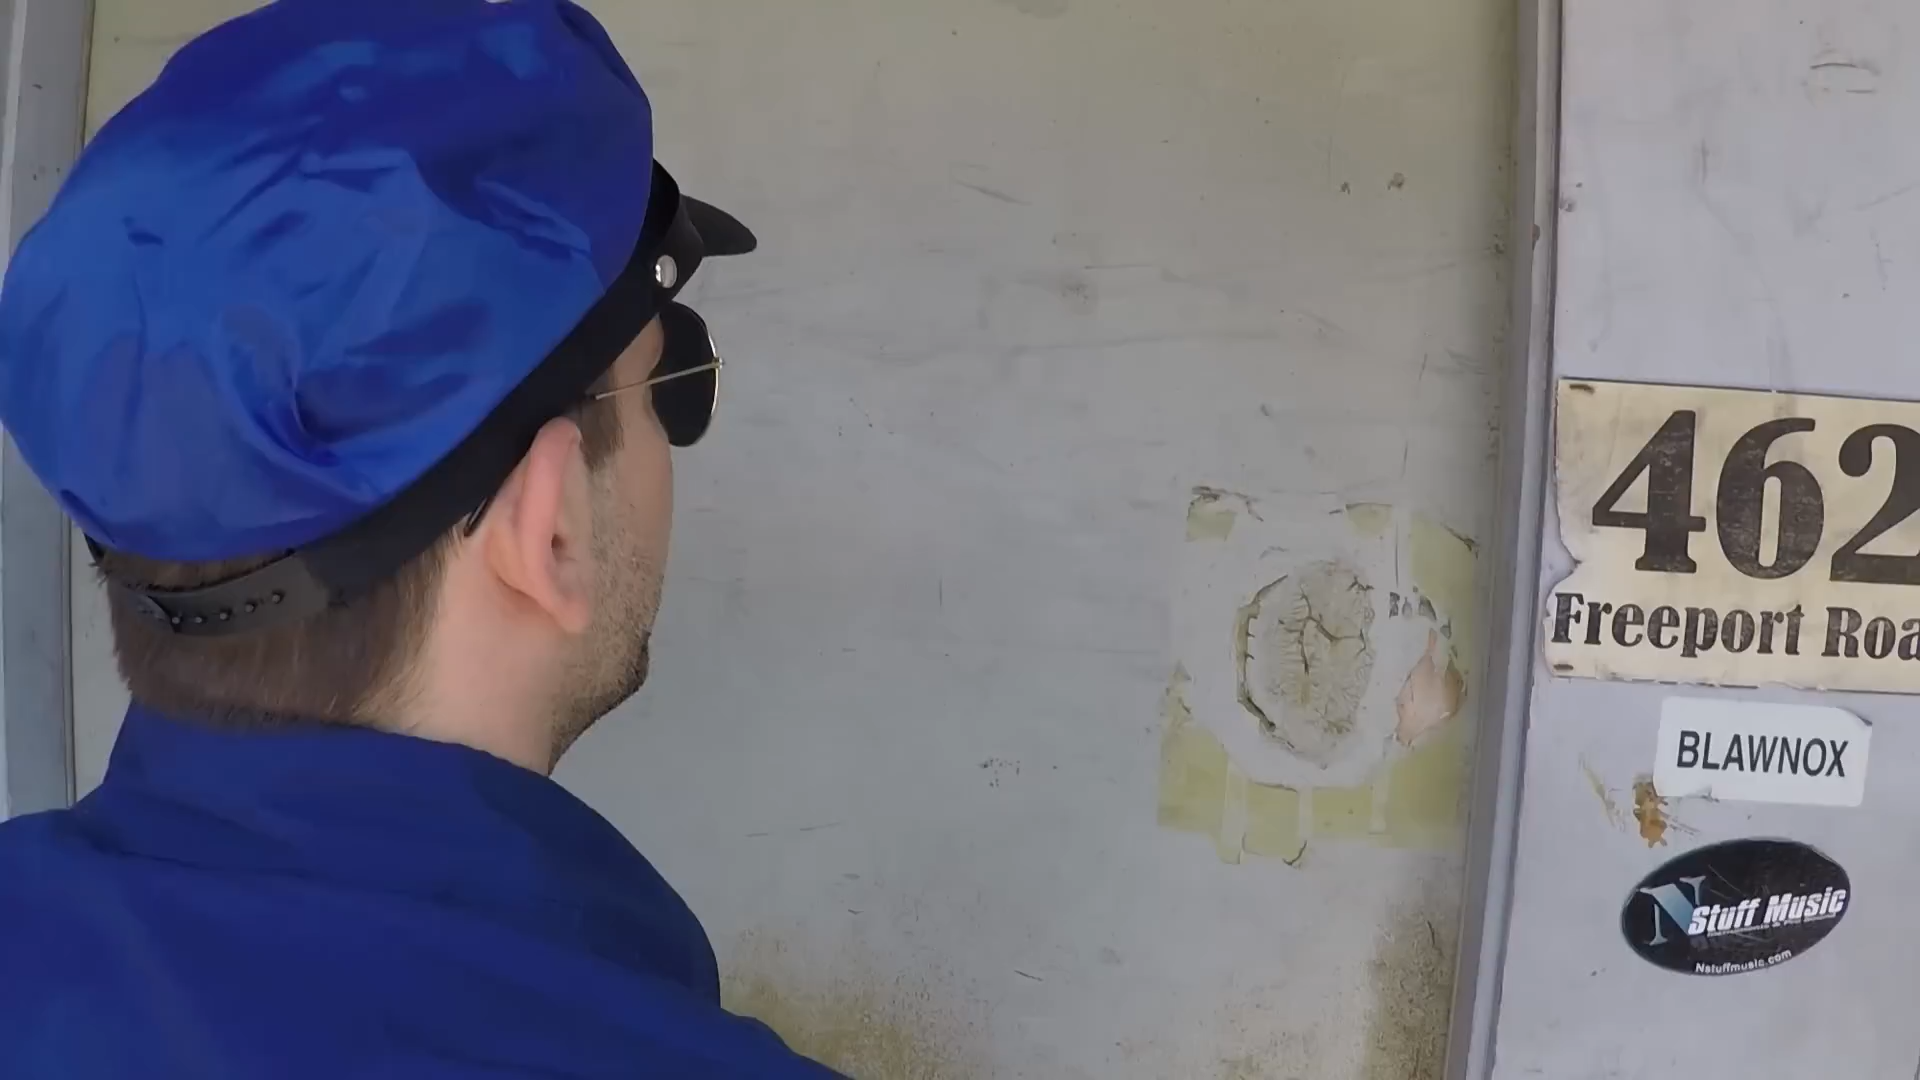 462
Freeport Roa
BLAWNOX
N Stuff Music
Nstuffmusic.com